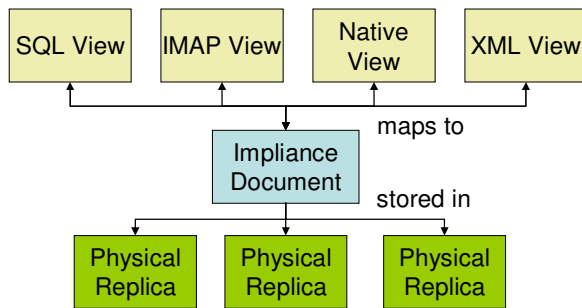 SQL View
IMAP View
Native
View
XML View
maps to
Impliance
Document
stored in
Physical
Replica
Physical
Replica
Physical
Replica